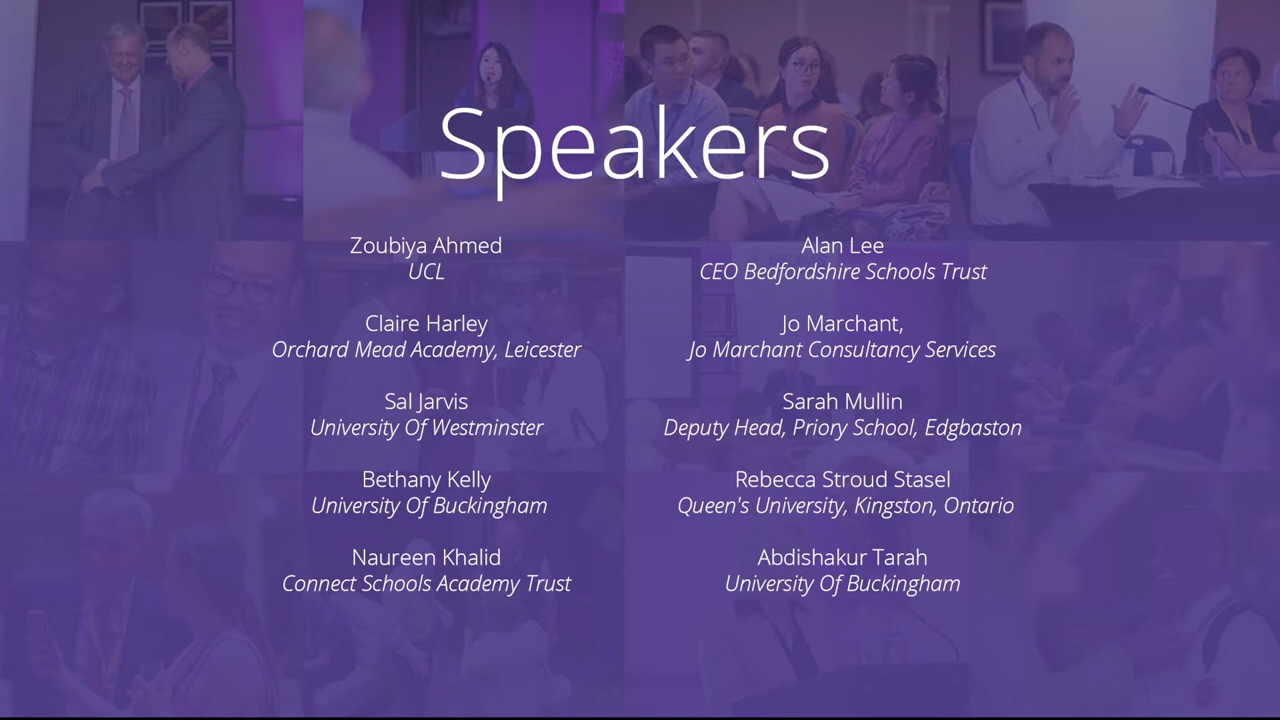 Speakers
Zoubiya Ahmed
UCL
Claire Harley
Orchard Mead Academy, Leicester
Sal Jarvis
University Of Westminster
Bethany Kelly
University Of Buckingham
Naureen Khalid
Connect Schools Academy Trust
Alan Lee
CEO Bedfordshire Schools Trust
Jo Marchant,
Jo Marchant Consultancy Services
Sarah Mullin
Deputy Head, Priory School, Edgbaston
Rebecca Stroud Stasel
Queen's University, Kingston, Ontario
Abdishakur Tarah
University Of Buckingham